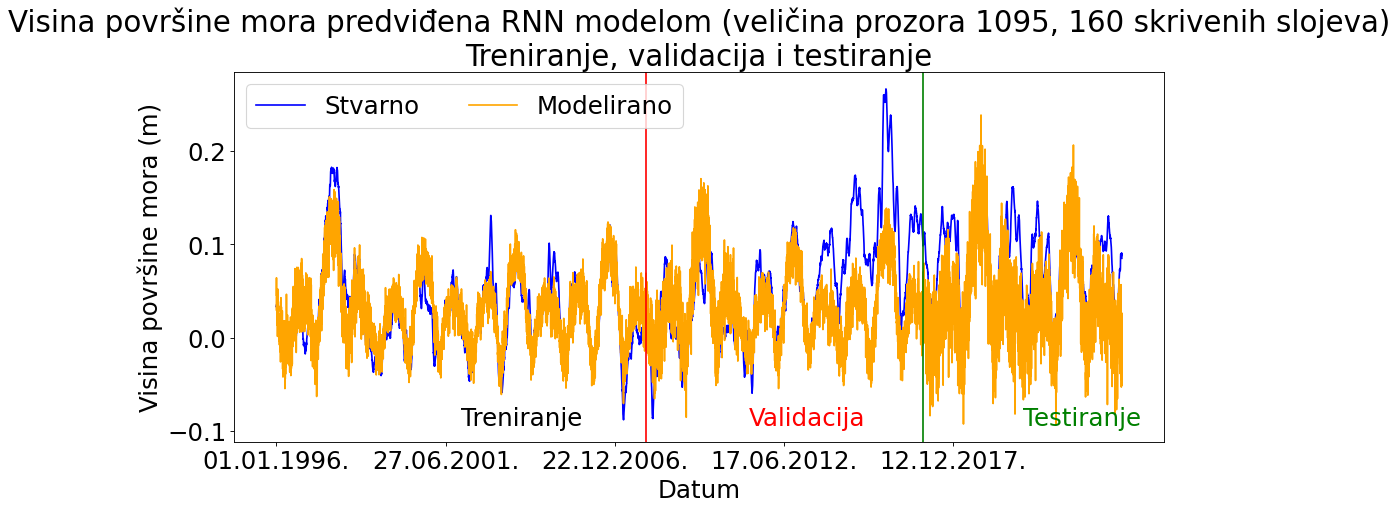 Visina površine mora predviđena RNN modelom (veličina prozora 1095, 160 skrivenih slojeva)
Treniranje, validacija i testiranje
Stvarno
Modelirano
Visina površine mora (m)
0.2
0.1
0.0
−0.1
Treniranje
Validacija
Testiranje
01.01.1996.
27.06.2001.
22.12.2006.
17.06.2012.
12.12.2017.
Datum